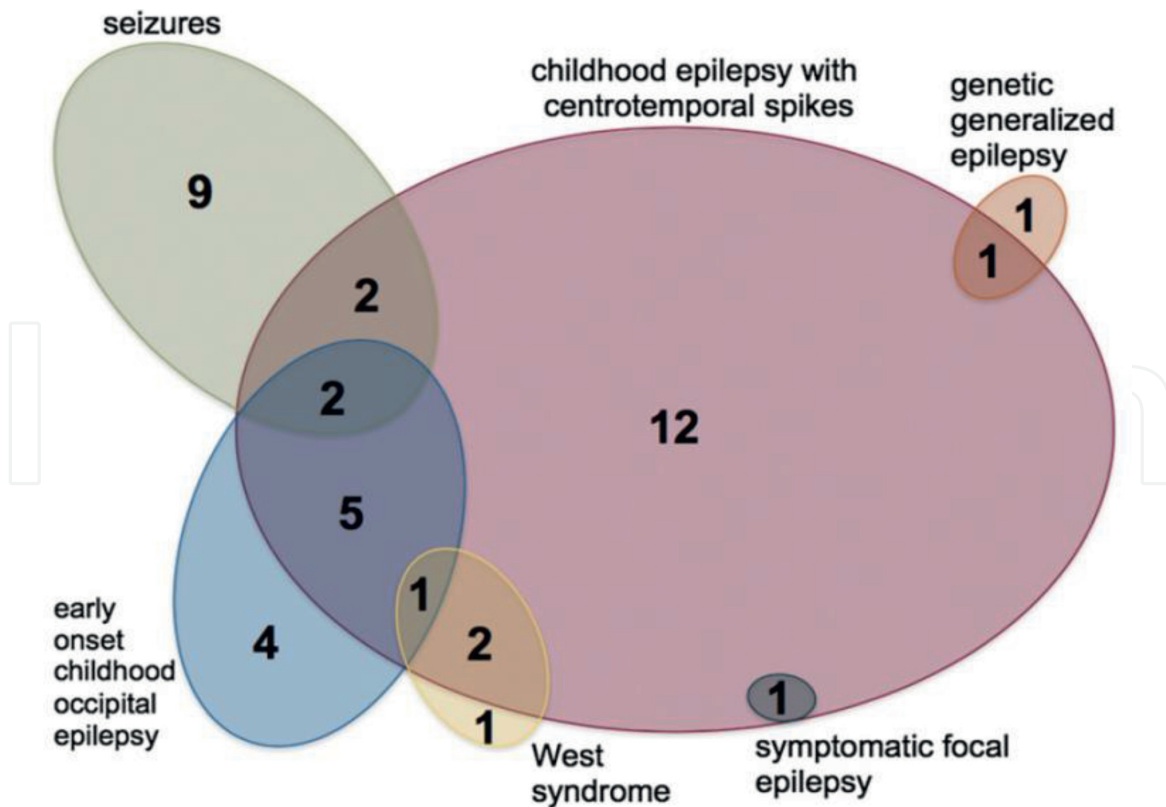 seizures
childhood epilepsy with
centrotemporal spikes
genetic
generalized
epilepsy
9
1
1
2
2
12
5
1
2
4
1
1
early
onset
childhood
occipital
epilepsy
West
syndrome
symptomatic focal
epilepsy